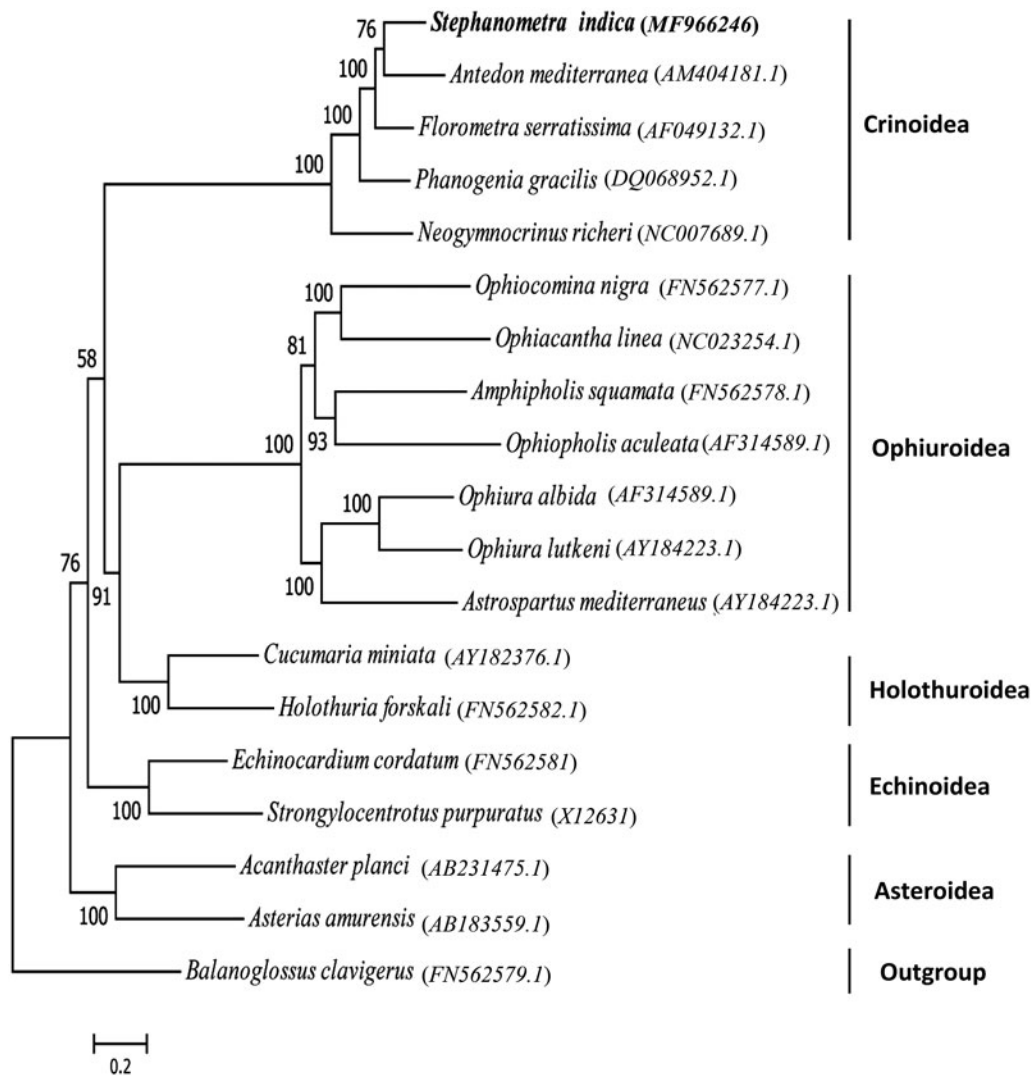 76
Stephanometra indica (MF966246)
100
Antedon mediterranea (AM404181.1)
100
Florometra serratissima (AF049132.1)
Crinoidea
100
Phanogenia gracilis (DQ068952.1)
Neogymnocrinus richeri (NC007689.1)
100
Ophiocomina nigra (FN562577.1)
58
81
Ophiacantha linea (NC023254.1)
Amphipholis squamata (FN562578.1)
100
93
Ophiopholis aculeata (AF314589.1)
Ophiuroidea
100
Ophiura albida (AF314589.1)
Ophiura lutkeni (AY184223.1)
76
91
100
Astrospartus mediterraneus (AY184223.1)
Cucumaria miniata (AY182376.1)
Holothuroidea
100
Holothuria forskali (FN562582.1)
Echinocardium cordatum (FN562581)
Echinoidea
100
Strongylocentrotus purpuratus (X12631)
Acanthaster planci (AB231475.1)
Asteroidea
100
Asterias amurensis (AB183559.1)
Balanoglossus clavigerus (FN562579.1)
Outgroup
0.2